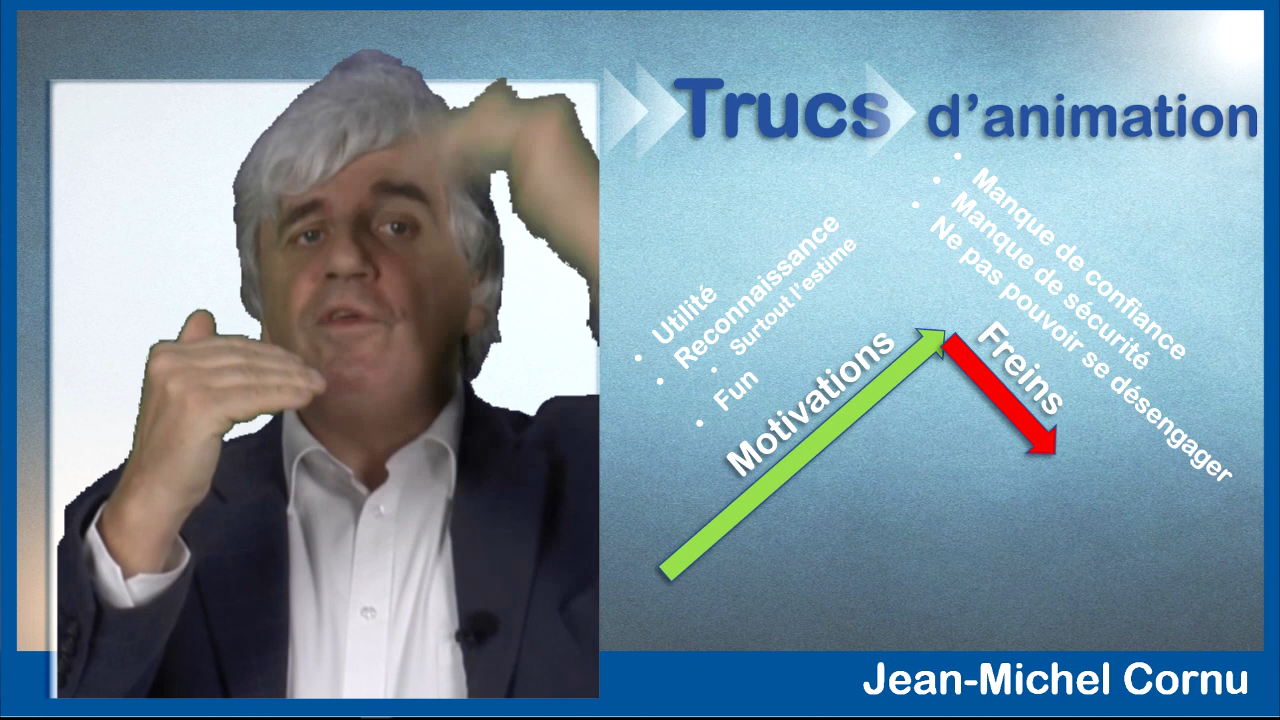 Trucs d’animation
• Utilité
• Reconnaissance
• Surtout l’estime
• Fun
Motivations
• Manque de confiance
• Manque de sécurité
• Ne pas pouvoir se désengager
Freins
Jean-Michel Cornu